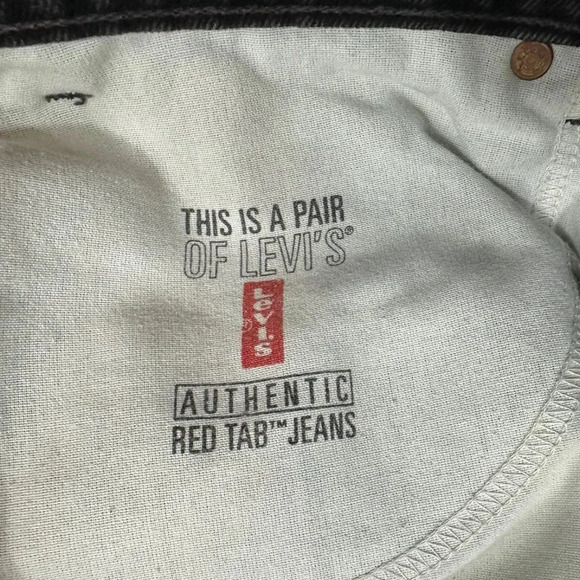 THIS IS A PAIR
OF LEVI'S®
Levi's
®
AUTHENTIC
RED TAB™ JEANS